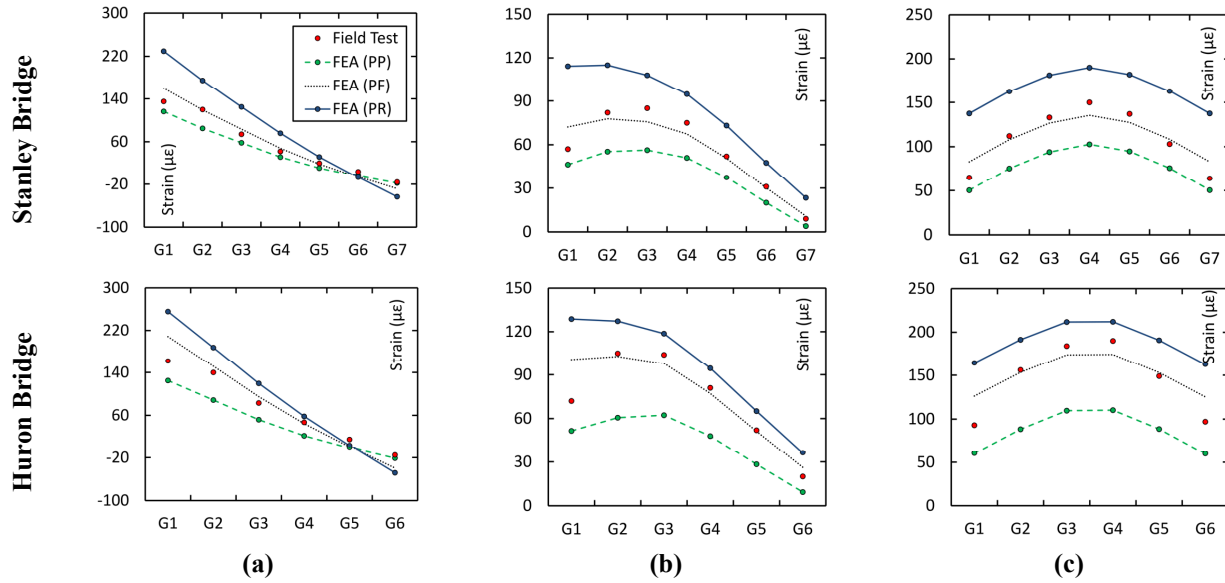 Stanley Bridge
300
220
140
60
-20
-100
Strain (με)
Field Test
FEA (PP)
FEA (PF)
FEA (PR)
G1 G2 G3 G4 G5 G6 G7
150
120
90
60
30
0
Strain (με)
G1 G2 G3 G4 G5 G6 G7
250
200
150
100
50
0
Strain (με)
G1 G2 G3 G4 G5 G6 G7
Huron Bridge
300
220
140
60
-20
-100
Strain (με)
G1 G2 G3 G4 G5 G6
150
120
90
60
30
0
Strain (με)
G1 G2 G3 G4 G5 G6
250
200
150
100
50
0
Strain (με)
G1 G2 G3 G4 G5 G6
(a) (b) (c)